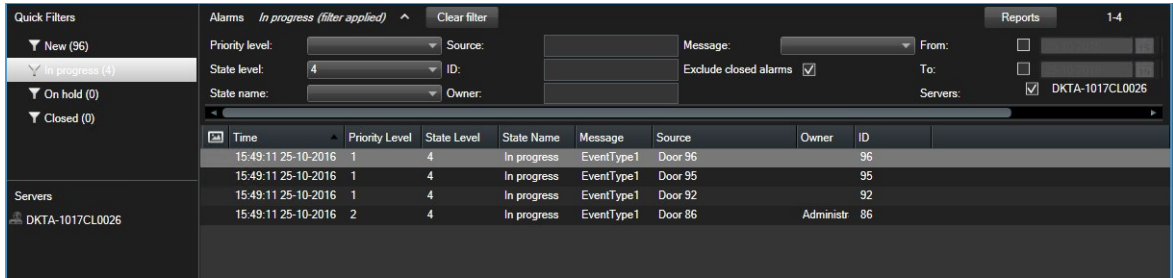 Quick Filters
New (96)
In progress (4)
On hold (0)
Closed (0)
Servers
DKTA-1017CL0026
Alarms In progress (filter applied) Clear filter Reports 1-4
Priority level: Source: Message: From:
State level: 4 ID: Exclude closed alarms To:
State name: Owner: Servers: DKTA-1017CL0026
Time Priority Level State Level State Name Message Source Owner ID
15:49:11 25-10-2016 1 4 In progress EventType1 Door 96 96
15:49:11 25-10-2016 1 4 In progress EventType1 Door 95 95
15:49:11 25-10-2016 1 4 In progress EventType1 Door 92 92
15:49:11 25-10-2016 2 4 In progress EventType1 Door 86 Administr 86